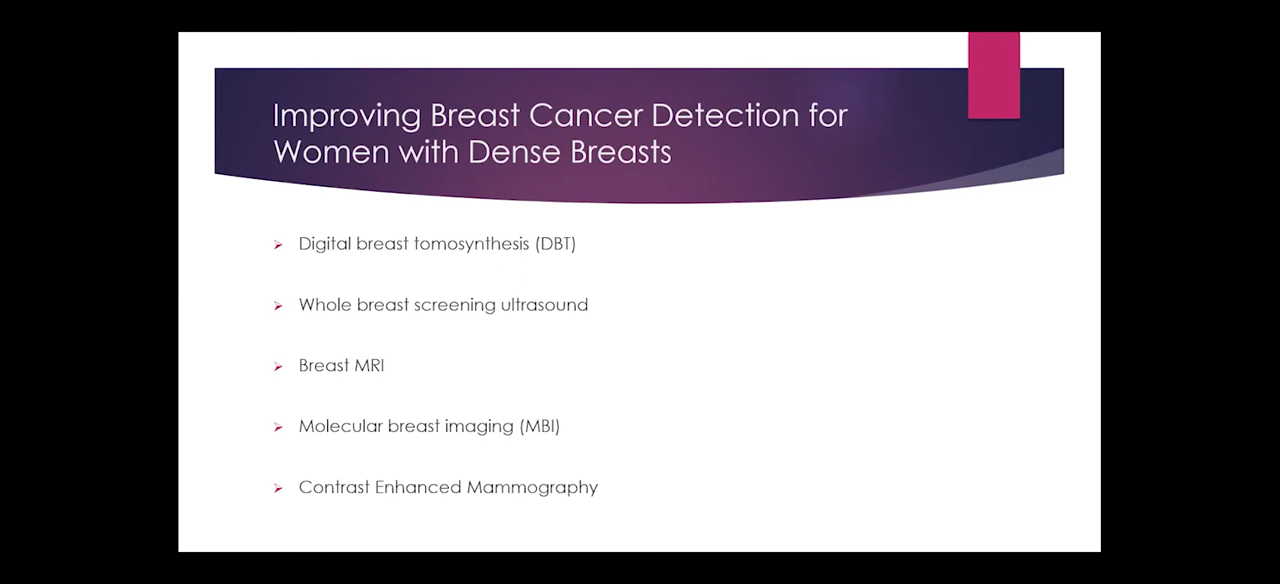 Improving Breast Cancer Detection for
Women with Dense Breasts
Digital breast tomosynthesis (DBT)
Whole breast screening ultrasound
Breast MRI
Molecular breast imaging (MBI)
Contrast Enhanced Mammography